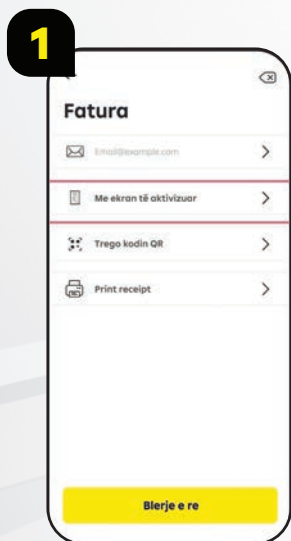 1
Fatura
Email@example.com
Me ekran të aktivizuar
Trego kodin QR
Print receipt
Blerje e re